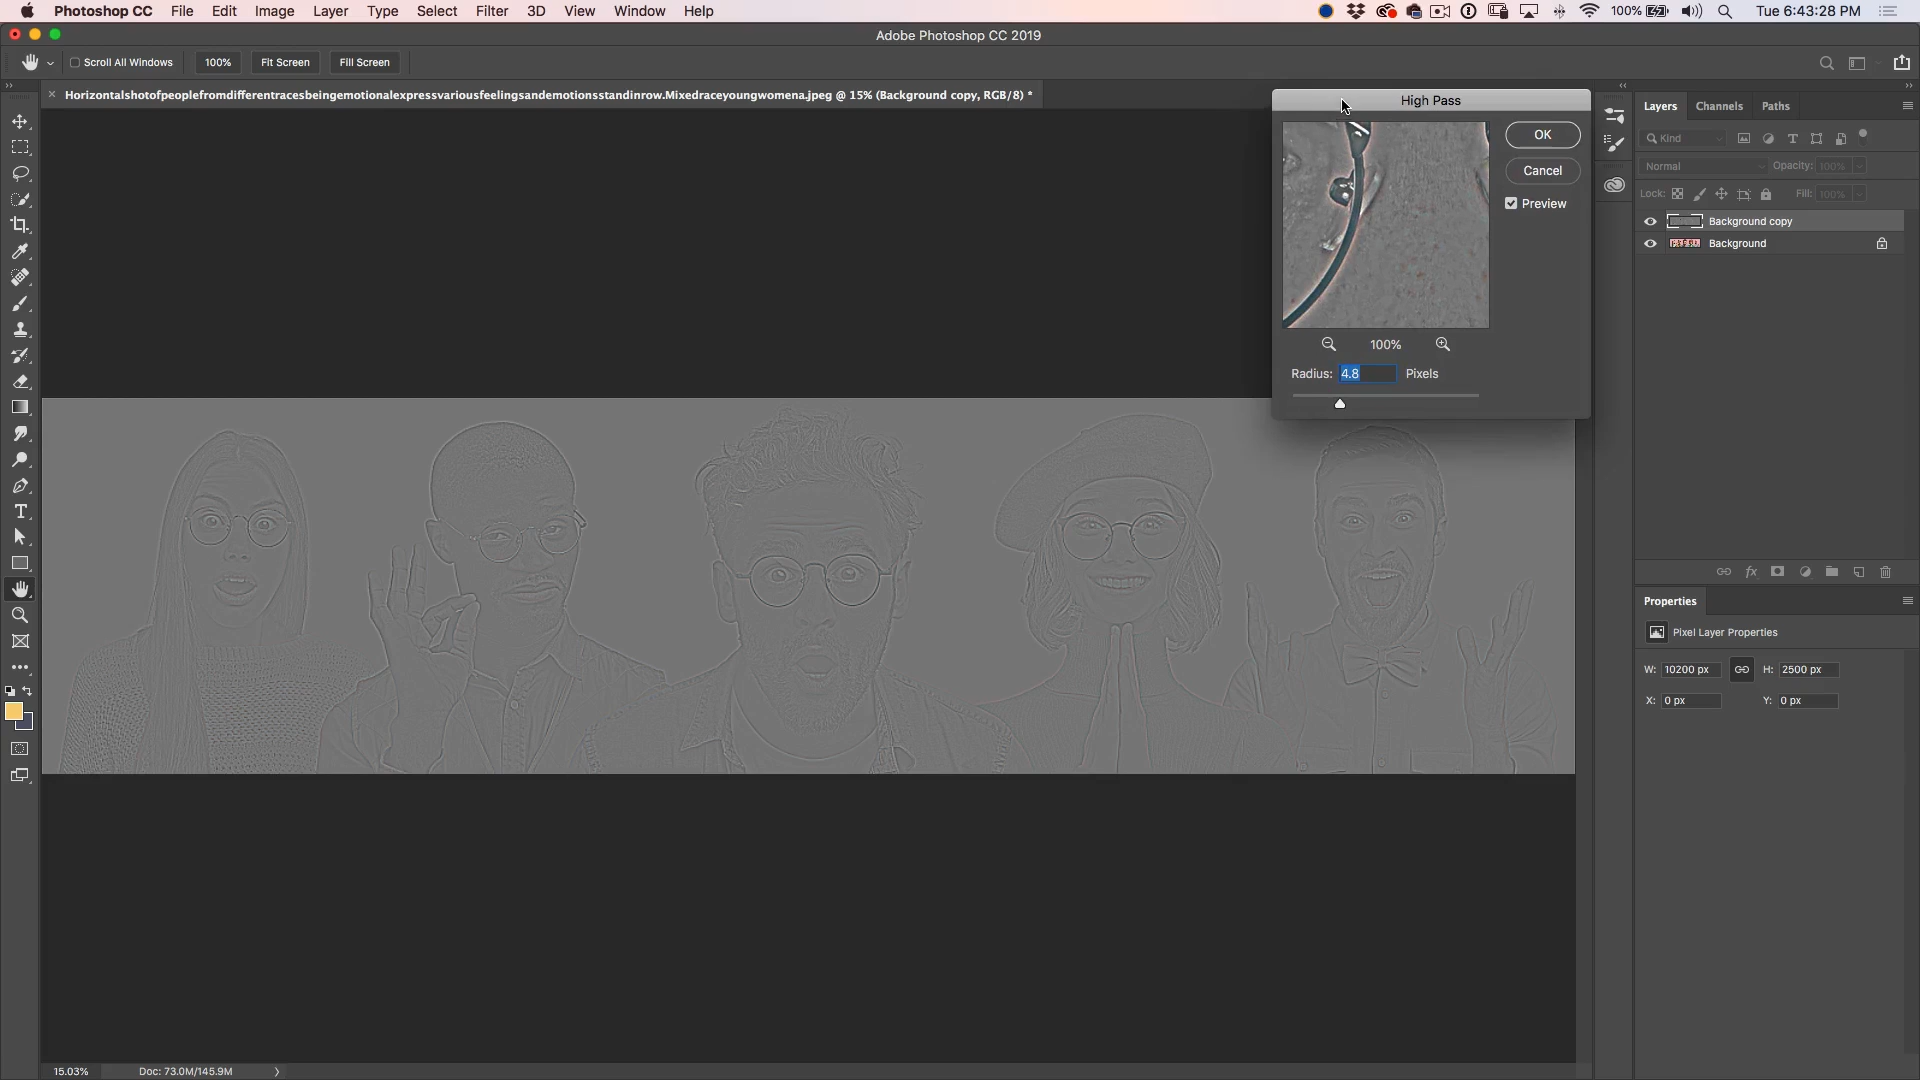 Photoshop CC File Edit Image Layer Type Select Filter 3D View Window Help 100% Tue 6:43:28 PM
Adobe Photoshop CC 2019
Scroll All Windows 100% Fit Screen Fill Screen
Horizontalshotofpeoplefromdifferentracesbeingemotionalexpressvariousfeelingsandemotionsstandinrow.Mixedraceyoungwomena.jpeg @ 15% (Background copy, RGB/8) *
High Pass
OK
Cancel
Preview
100%
Radius: 4.8 Pixels
Layers Channels Paths
Kind
Normal Opacity: 100%
Lock: Fill: 100%
Background copy
Background
Properties
Pixel Layer Properties
W: 10200 px H: 2500 px
X: 0 px Y: 0 px
15.03% Doc: 73.0M/145.9M